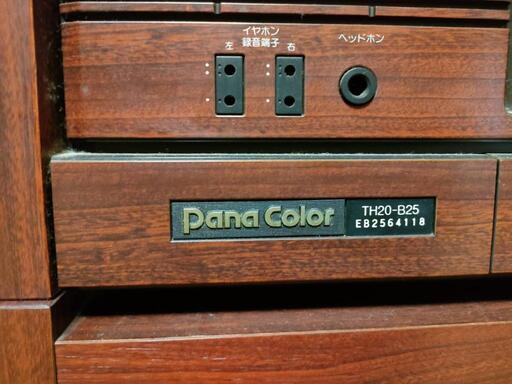 イヤホン
左 録音端子 右
ヘッドホン
Pana Color
TH20-B25
EB2564118